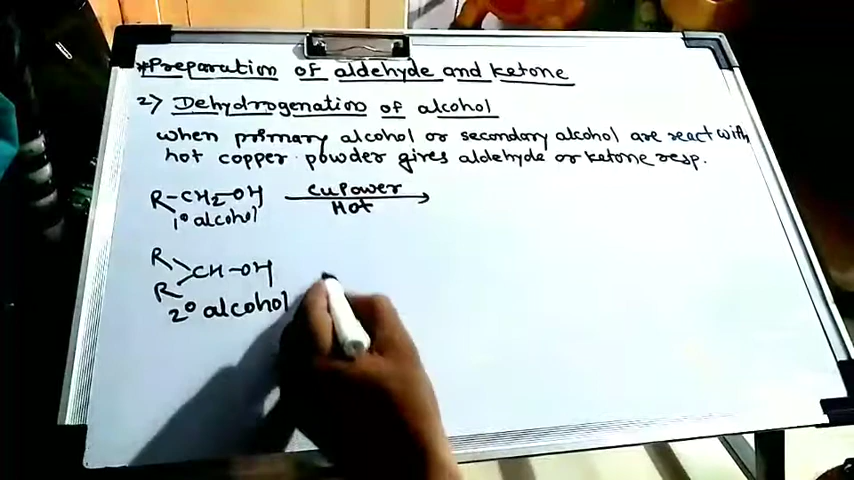 *Preparation of aldehyde and ketone
2) Dehydrogenation of alcohol
when primary alcohol or secondary alcohol are react with
hot copper powder gives aldehyde or ketone resp.
R-CH2-OH Cu Power
Hot
1° alcohol
R
CH-OH
R
2° alcohol